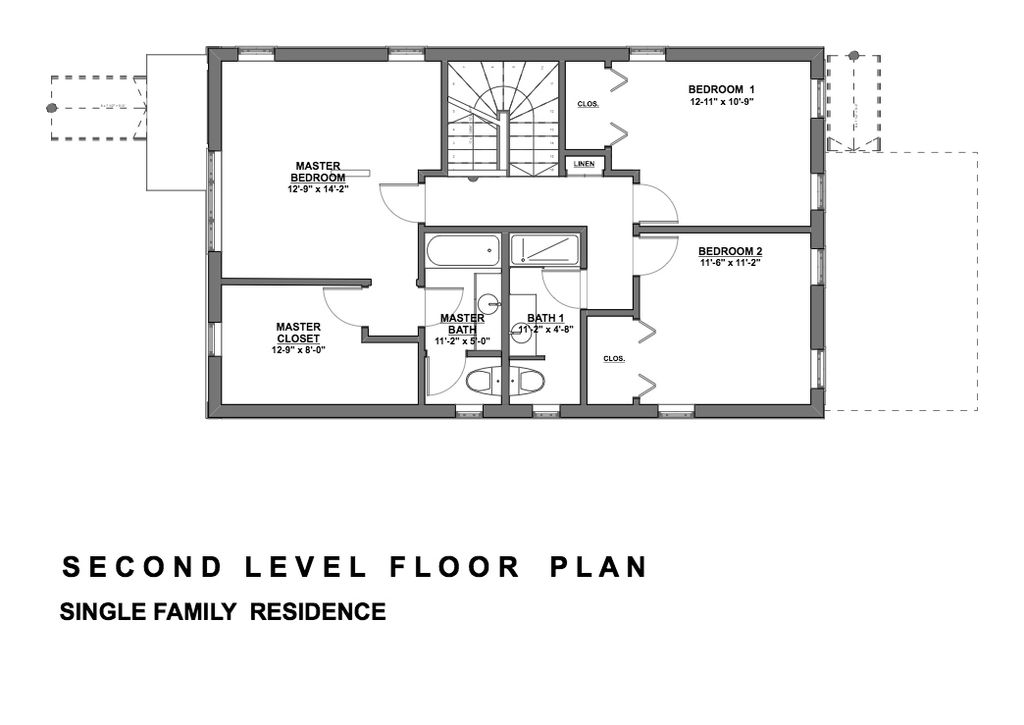 BEDROOM 1
12'-11" x 10'-9"
CLOS.
LINEN
MASTER
BEDROOM
12'-9" x 14'-2"
BEDROOM 2
11'-6" x 11'-2"
MASTER
CLOSET
12'-9" x 8'-0"
MASTER
BATH
11'-2" x 5'-0"
BATH 1
11'-2" x 4'-8"
CLOS.
SECOND LEVEL FLOOR PLAN
SINGLE FAMILY RESIDENCE